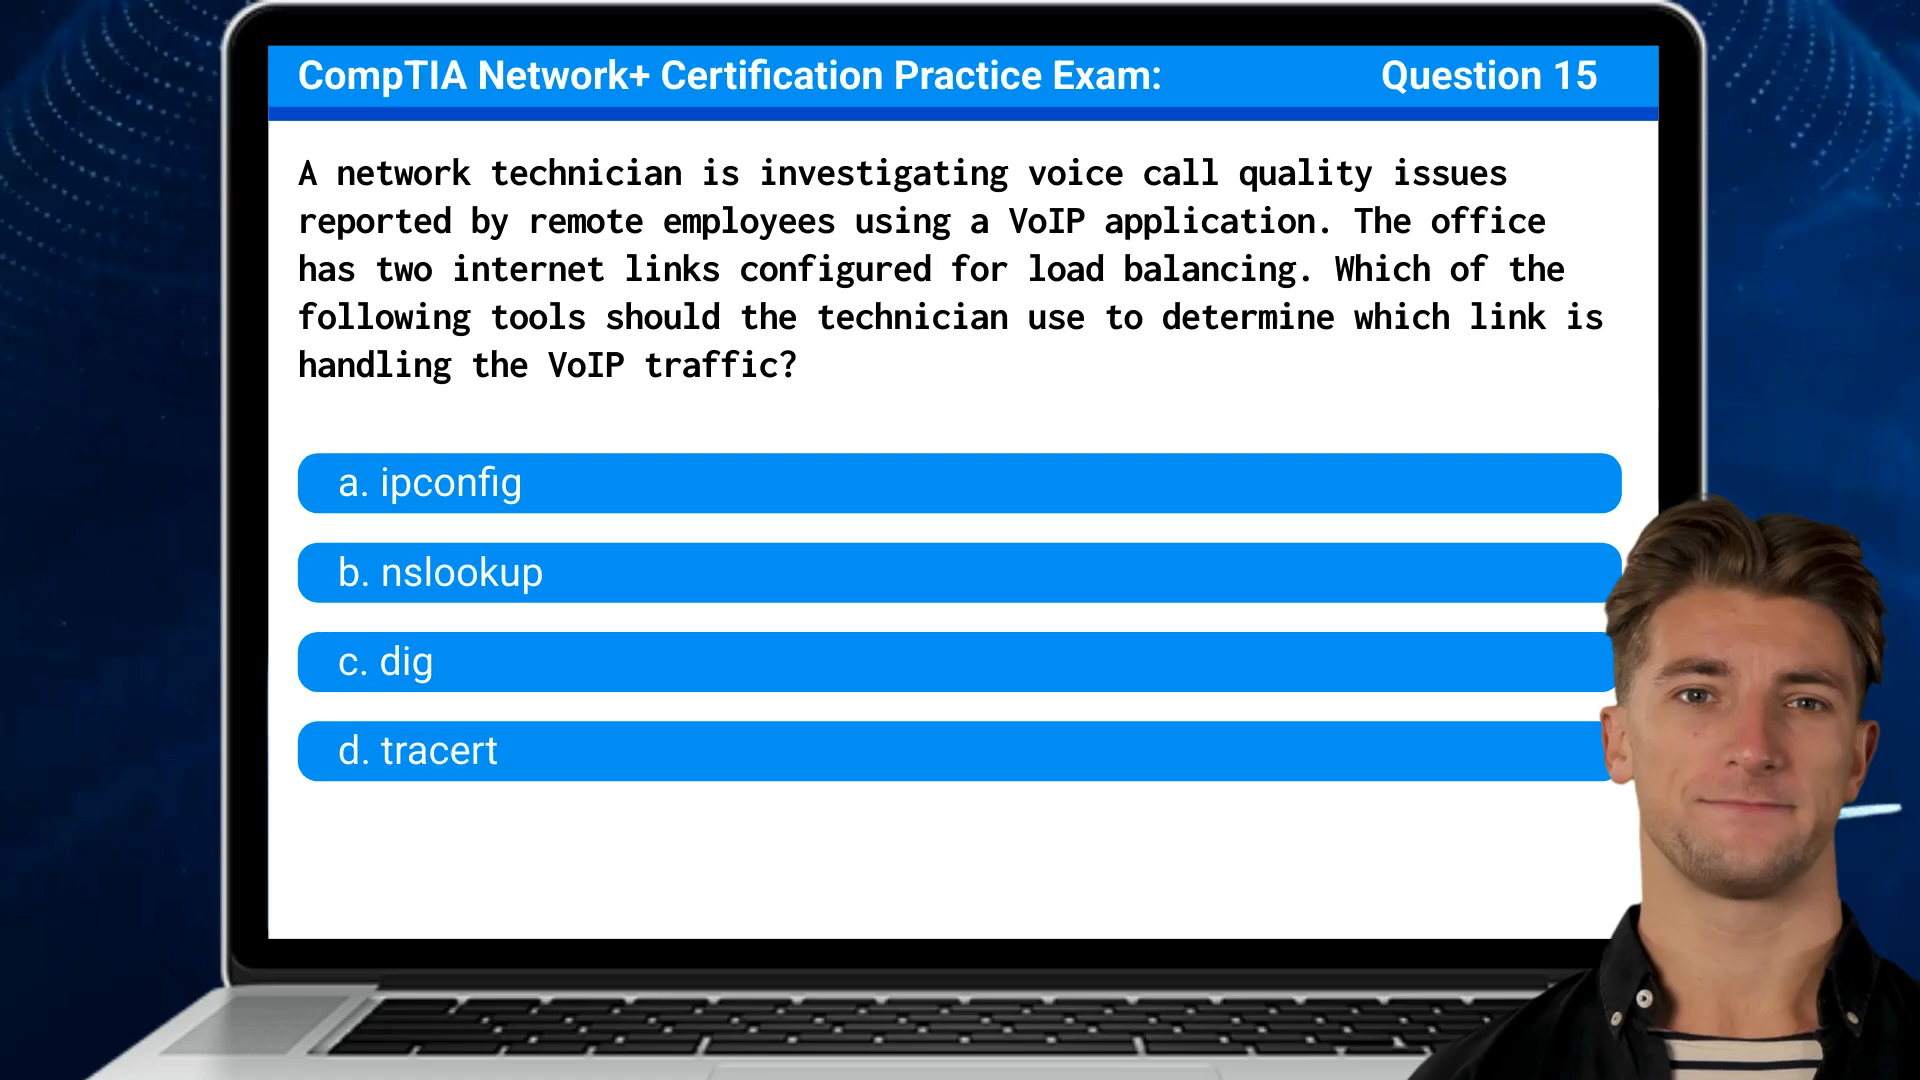 CompTIA Network+ Certification Practice Exam: Question 15
A network technician is investigating voice call quality issues
reported by remote employees using a VoIP application. The office
has two internet links configured for load balancing. Which of the
following tools should the technician use to determine which link is
handling the VoIP traffic?
a. ipconfig
b. nslookup
c. dig
d. tracert